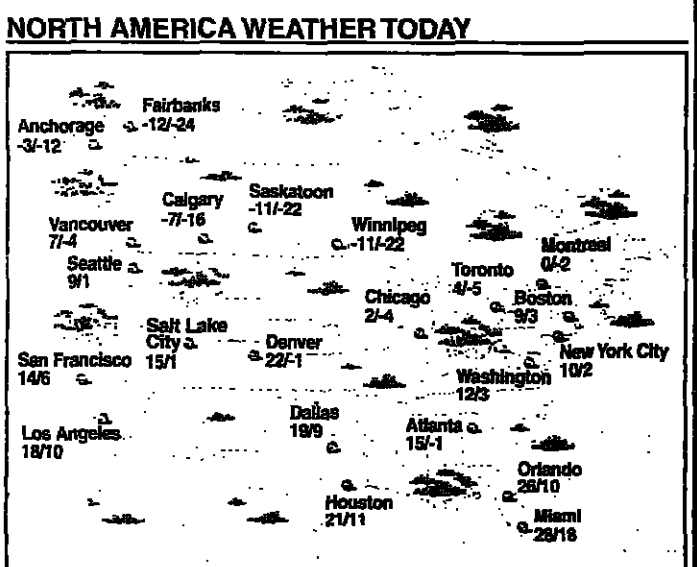 NORTH AMERICA WEATHER TODAY
Fairbanks
-12/-24
Anchorage
-3/-12
Calgary
-7/-16
Saskatoon
-11/-22
Vancouver
7/-4
Winnipeg
-11/-22
Montreal
0/-2
Seattle
9/1
Toronto
4/-5
Chicago
2/-4
Boston
9/3
Salt Lake
City
15/1
Denver
22/-1
New York City
10/2
San Francisco
14/6
Washington
12/3
Dallas
19/9
Atlanta
15/-1
Los Angeles
18/10
Orlando
26/10
Houston
21/11
Miami
28/18